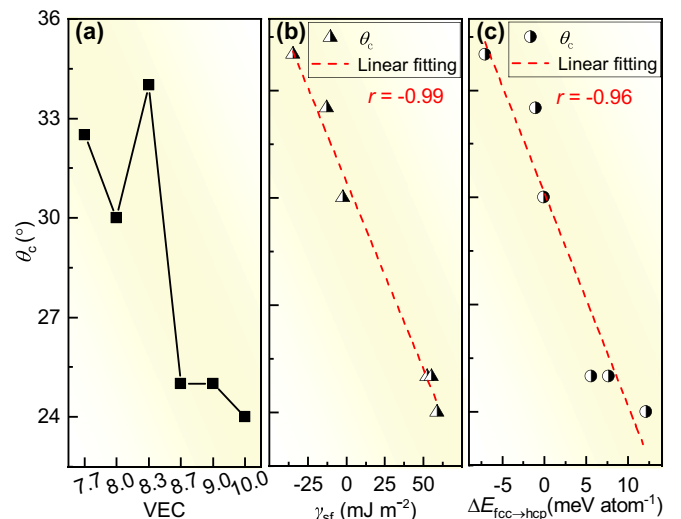 (a)
(b)
(c)
θc
Linear fitting
r = -0.99
θc
Linear fitting
r = -0.96
36
33
30
27
24
θc (°)
7.7 8.0 8.3 8.7 9.0 10.0
VEC
-25 0 25 50
γsf (mJ m⁻²)
-5 0 5 10
ΔEfcc→hcp(meV atom⁻¹)